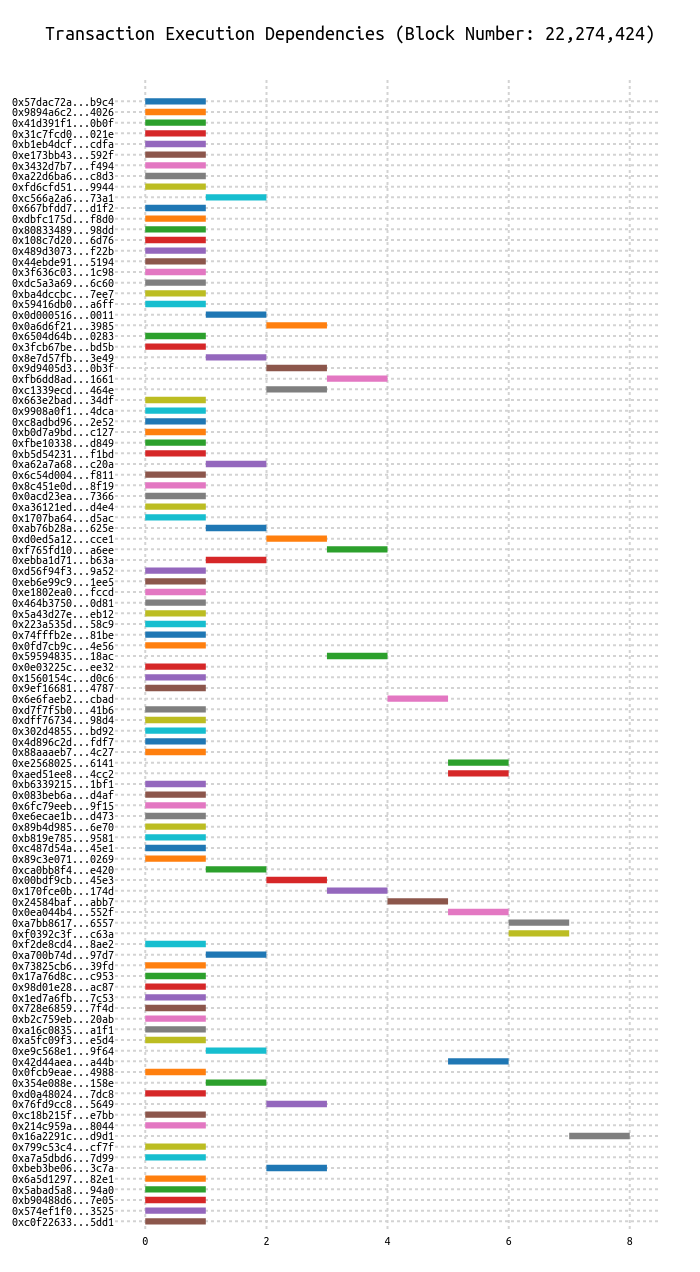 Transaction Execution Dependencies (Block Number: 22,274,424)
0x57dac72a...b9c4
0x9894a6c2...4026
0x41d391f1...0b0f
0x31c7fcd0...021e
0xb1eb4dcf...cdfa
0xe173bb43...592f
0x3432d7b7...f494
0xa22d6ba6...c8d3
0xfd6cfd51...9944
0xc566a2a6...73a1
0x667bfdd7...d1f2
0xdbfc175d...f8d0
0x80833489...98dd
0x108c7d20...6d76
0x489d3073...f22b
0x44ebde91...5194
0x3f636c03...1c98
0xdc5a3a69...6c60
0xba4dccbc...7ee7
0x59416db0...a6ff
0x0d000516...0011
0x0a6d6f21...3985
0x6504d64b...0283
0x3fcb67be...bd5b
0x8e7d57fb...3e49
0x9d9405d3...0b3f
0xfb6dd8ad...1661
0xc1339ecd...464e
0x663e2bad...34df
0x9908a0f1...4dca
0xc8adbd96...2e52
0xb0d7a9bd...c127
0xfbe10338...d849
0xb5d54231...f1bd
0xa62a7a68...c20a
0x6c54d004...f811
0x8c451e0d...8f19
0x0acd23ea...7366
0xa36121ed...d4e4
0x1707ba64...d5ac
0xab76b28a...625e
0xd0ed5a12...cce1
0xf765fd10...a6ee
0xebba1d71...b63a
0xd56f94f3...9a52
0xeb6e99c9...1ee5
0xe1802ea0...fccd
0x464b3750...0d81
0x5a43d27e...eb12
0x223a535d...58c9
0x74fffb2e...81be
0x0fd7cb9c...4e56
0x59594835...18ac
0x0e03225c...ee32
0x1560154c...d0c6
0x9ef16681...4787
0x6e6faeb2...cbad
0xd7f7f5b0...41b6
0xdff76734...98d4
0x302d4855...bd92
0x4d896c2d...fdf7
0x88aaaeb7...4c27
0xe2568025...6141
0xaed51ee8...4cc2
0xb6339215...1bf1
0x083beb6a...d4af
0x6fc79eeb...9f15
0xe6ecae1b...d473
0x89b4d985...6e70
0xb819e785...9581
0xc487d54a...45e1
0x89c3e071...0269
0xca0bb8f4...e420
0x00bdf9cb...45e3
0x170fce0b...174d
0x24584baf...abb7
0x0ea044b4...552f
0xa7bb8617...6557
0xf0392c3f...c63a
0xf2de8cd4...8ae2
0xa700b74d...97d7
0x73825cb6...39fd
0x17a76d8c...c953
0x98d01e28...ac87
0x1ed7a6fb...7c53
0x728e6859...7f4d
0xb2c759eb...20ab
0xa16c0835...a1f1
0xa5fc09f3...e5d4
0xe9c568e1...9f64
0x42d44aea...a44b
0x0fcb9eae...4988
0x354e088e...158e
0xd0a48024...7dc8
0x76fd9cc8...5649
0xc18b215f...e7bb
0x214c959a...8044
0x16a2291c...d9d1
0x799c53c4...cf7f
0xa7a5dbd6...7d99
0xbeb3be06...3c7a
0x6a5d1297...82e1
0x5abad5a8...94a0
0xb90488d6...7e05
0x574ef1f0...3525
0xc0f22633...5dd1
0 2 4 6 8